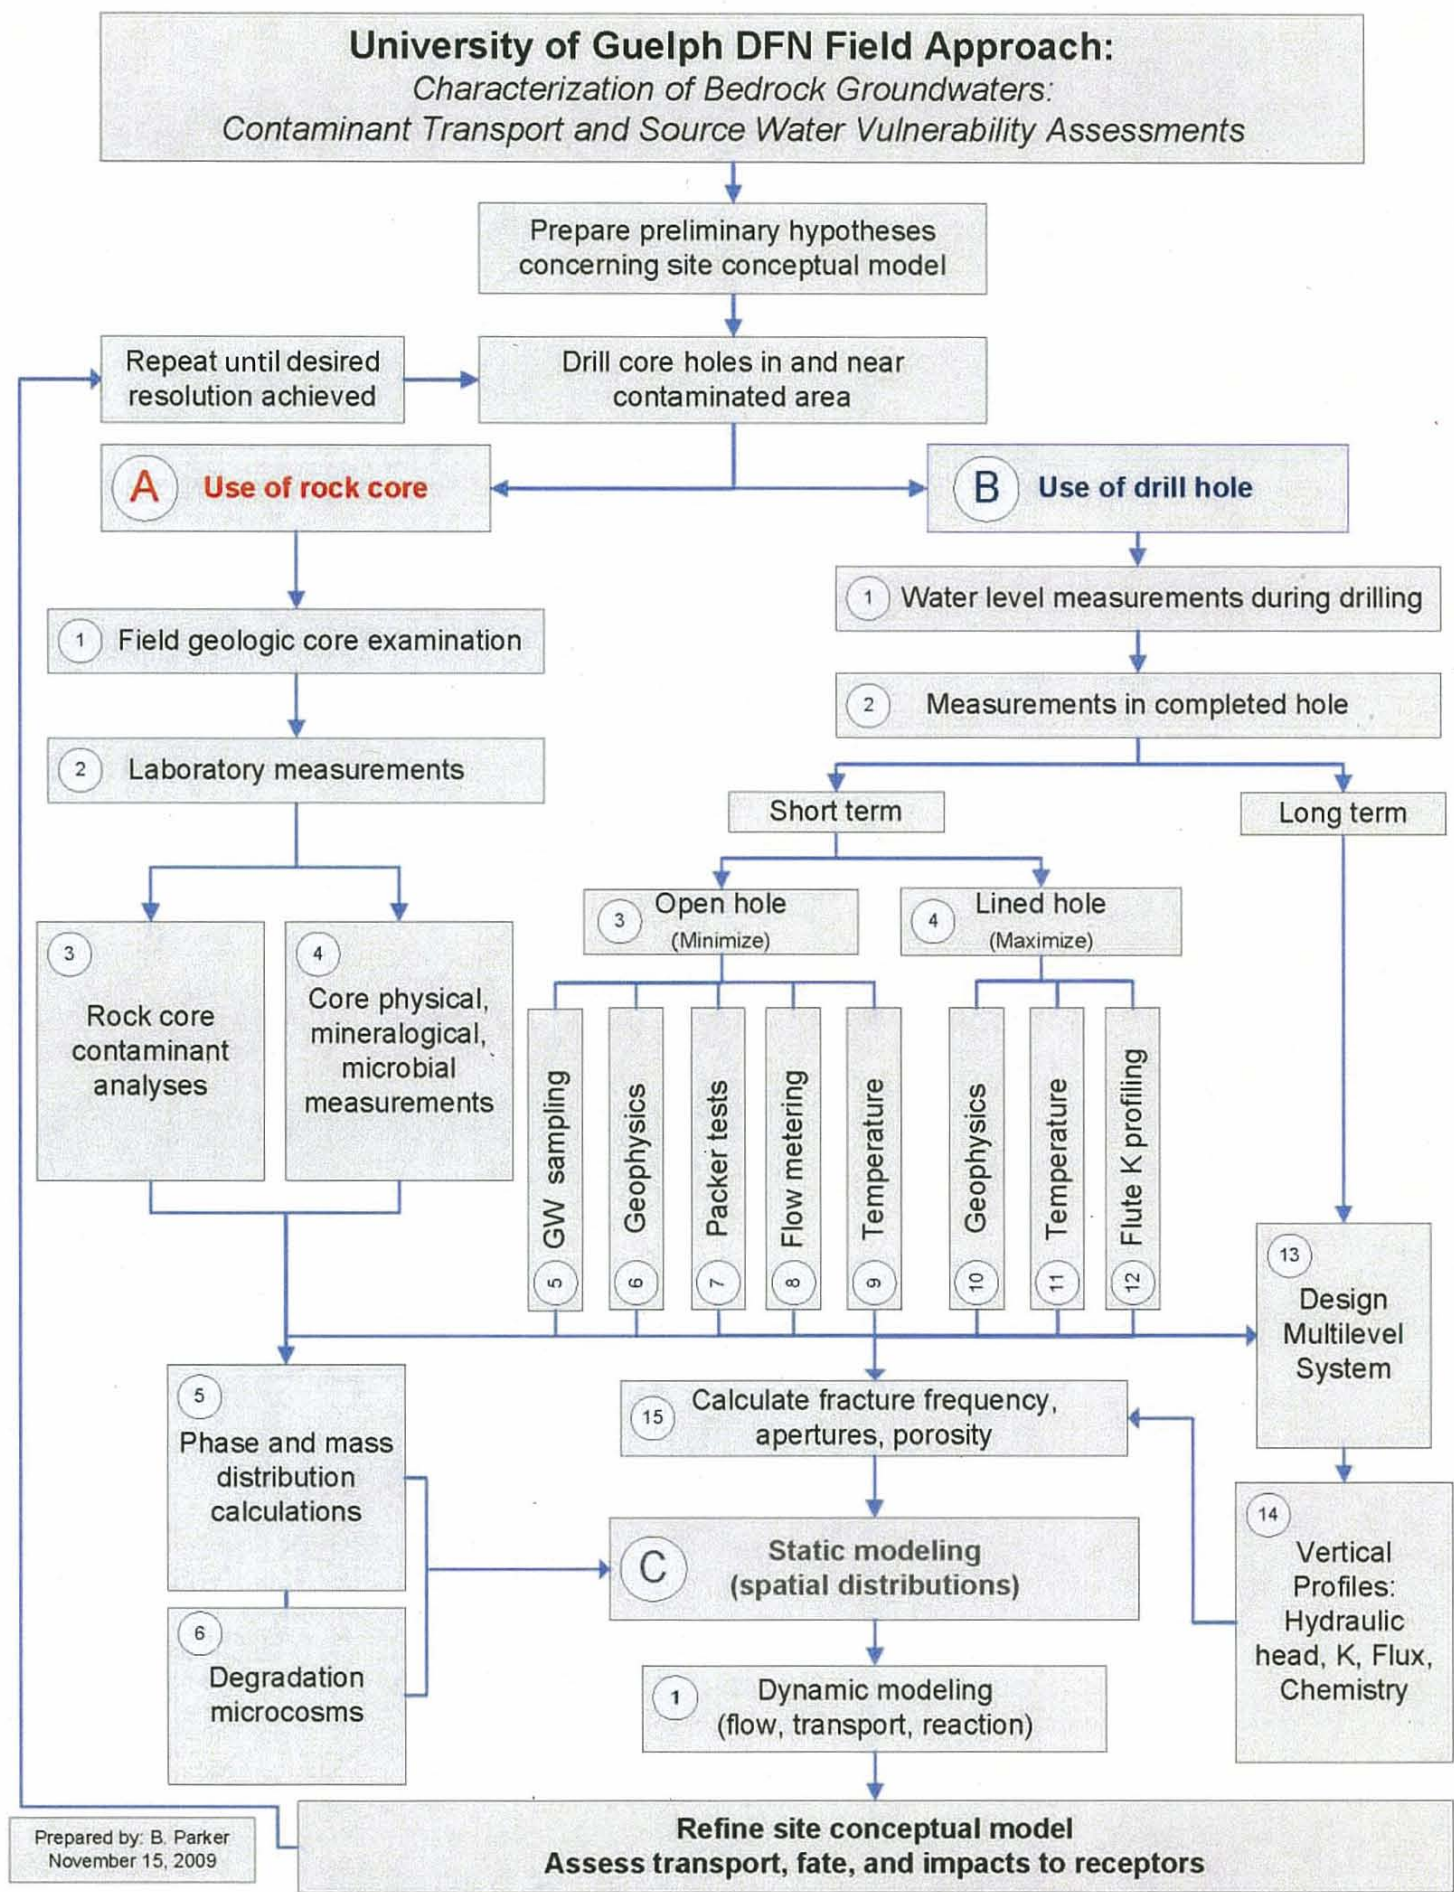 University of Guelph DFN Field Approach:
Characterization of Bedrock Groundwaters:
Contaminant Transport and Source Water Vulnerability Assessments
Prepare preliminary hypotheses
concerning site conceptual model
Repeat until desired
resolution achieved
Drill core holes in and near
contaminated area
A Use of rock core
B Use of drill hole
1 Field geologic core examination
2 Laboratory measurements
3
Rock core
contaminant
analyses
4
Core physical,
mineralogical,
microbial
measurements
1 Water level measurements during drilling
2 Measurements in completed hole
Short term
Long term
3 Open hole
(Minimize)
4 Lined hole
(Maximize)
5 GW sampling
6 Geophysics
7 Packer tests
8 Flow metering
9 Temperature
10 Geophysics
11 Temperature
12 Flute K profiling
13
Design
Multilevel
System
5
Phase and mass
distribution
calculations
6
Degradation
microcosms
15 Calculate fracture frequency,
apertures, porosity
14
Vertical
Profiles:
Hydraulic
head, K, Flux,
Chemistry
C Static modeling
(spatial distributions)
1 Dynamic modeling
(flow, transport, reaction)
Refine site conceptual model
Assess transport, fate, and impacts to receptors
Prepared by: B. Parker
November 15, 2009